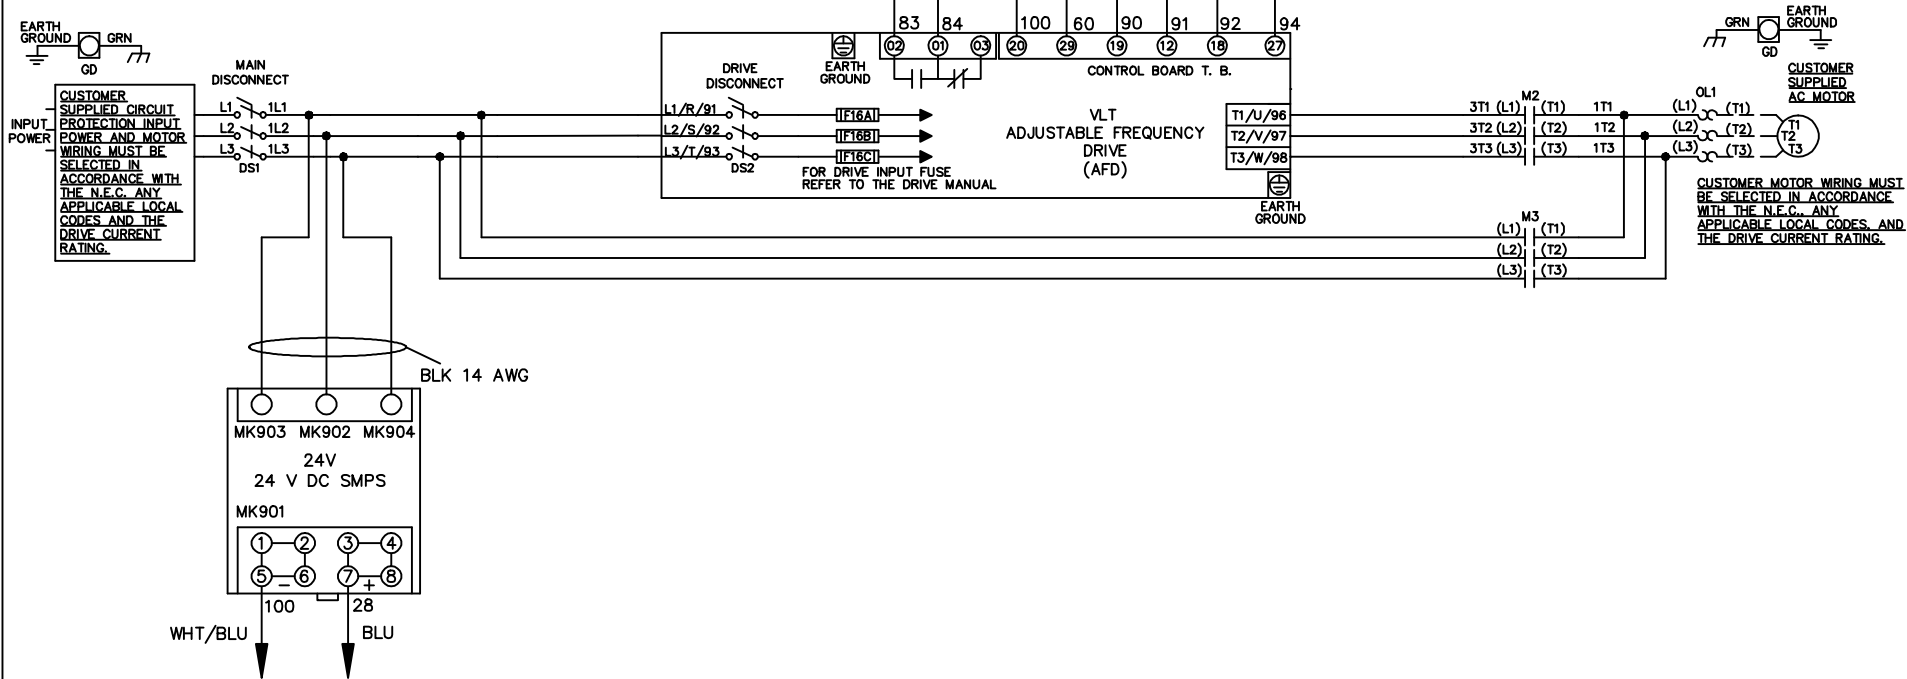 EARTH
GROUND
GRN
GD
INPUT
POWER
CUSTOMER
SUPPLIED CIRCUIT
PROTECTION INPUT
POWER AND MOTOR
WIRING MUST BE
SELECTED IN
ACCORDANCE WITH
THE N.E.C. ANY
APPLICABLE LOCAL
CODES AND THE
DRIVE CURRENT
RATING.
MAIN
DISCONNECT
L1 1L1
L2 1L2
L3 1L3
DS1
83 84 100 60 90 91 92 94
02 01 03 20 29 19 12 18 27
EARTH
GROUND
CONTROL BOARD T. B.
DRIVE
DISCONNECT
L1/R/91
L2/S/92
L3/T/93
DS2
F16A
F16B
F16C
FOR DRIVE INPUT FUSE
REFER TO THE DRIVE MANUAL
VLT
ADJUSTABLE FREQUENCY
DRIVE
(AFD)
T1/U/96
T2/V/97
T3/W/98
EARTH
GROUND
M2
3T1 (L1) (T1) 1T1
3T2 (L2) (T2) 1T2
3T3 (L3) (T3) 1T3
M3
(L1) (T1)
(L2) (T2)
(L3) (T3)
OL1
(L1) (T1)
(L2) (T2)
(L3) (T3)
T1
T2
T3
GRN
EARTH
GROUND
GD
CUSTOMER
SUPPLIED
AC MOTOR
CUSTOMER MOTOR WIRING MUST
BE SELECTED IN ACCORDANCE
WITH THE N.E.C., ANY
APPLICABLE LOCAL CODES, AND
THE DRIVE CURRENT RATING.
BLK 14 AWG
MK903 MK902 MK904
24V
24 V DC SMPS
MK901
1 2 3 4
5 6 7 8
− +
100 28
WHT/BLU BLU